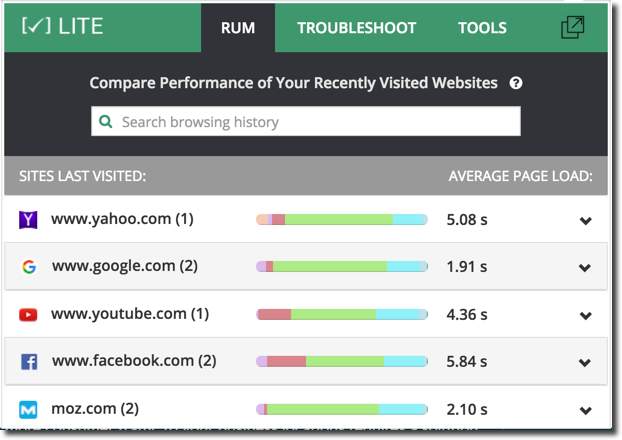 [✓] LITE RUM TROUBLESHOOT TOOLS
Compare Performance of Your Recently Visited Websites ?
Search browsing history
SITES LAST VISITED: AVERAGE PAGE LOAD:
www.yahoo.com (1) 5.08 s
www.google.com (2) 1.91 s
www.youtube.com (1) 4.36 s
www.facebook.com (2) 5.84 s
moz.com (2) 2.10 s